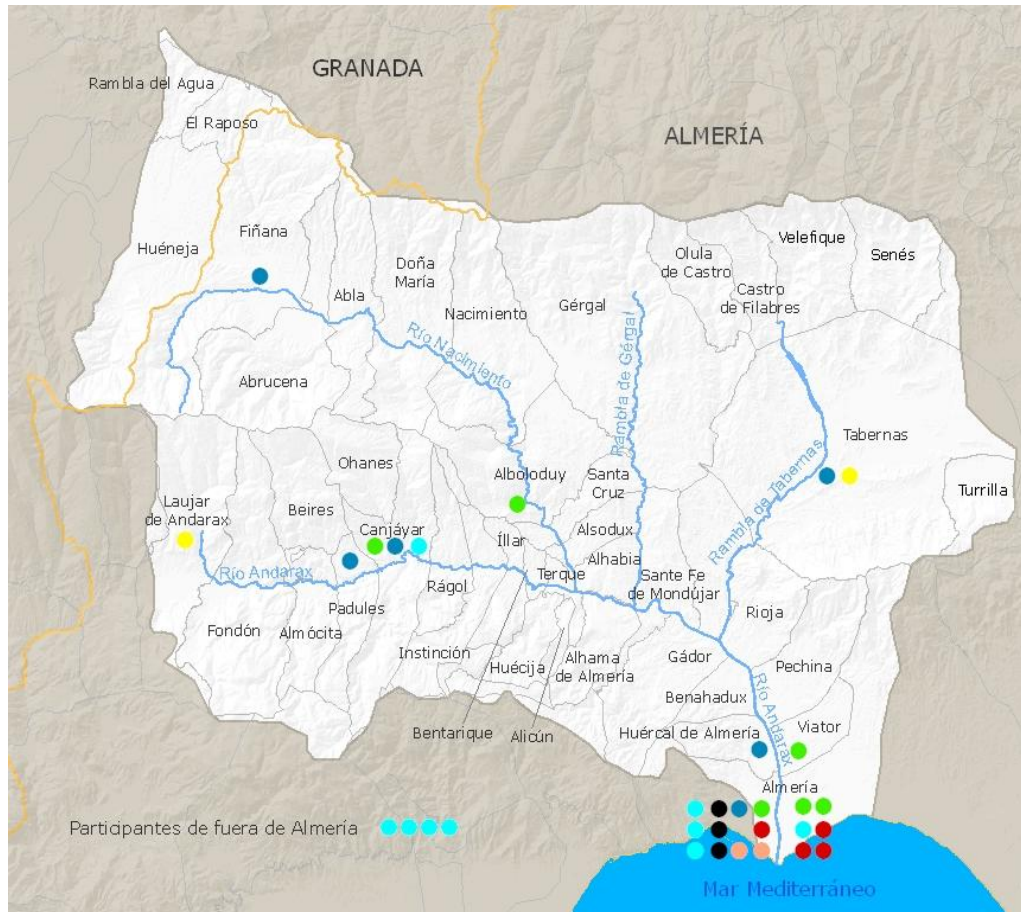 GRANADA
Rambla del Agua
El Raposo
ALMERÍA
Huéneja
Fiñana
Doña
María
Abla
Nacimiento
Río Nacimiento
Gérgal
Olula
de Castro
Castro
de Filabres
Velefique
Senés
Rambla de Gérgal
Abrucena
Ohanes
Laujar
de Andarax
Beires
Canjáyar
Alboloduy
Santa
Cruz
Alsodux
Alhabia
Íllar
Terque
Rambla de Tabernas
Tabernas
Turrilla
Río Andarax
Rágol
Sante Fe
de Mondújar
Rioja
Fondón
Almócita
Padules
Instinción
Huécija
Alhama
de Almería
Gádor
Pechina
Benahadux
Río Andarax
Bentarique
Alicún
Huércal de Almería
Viator
Almería
Participantes de fuera de Almería
Mar Mediterráneo